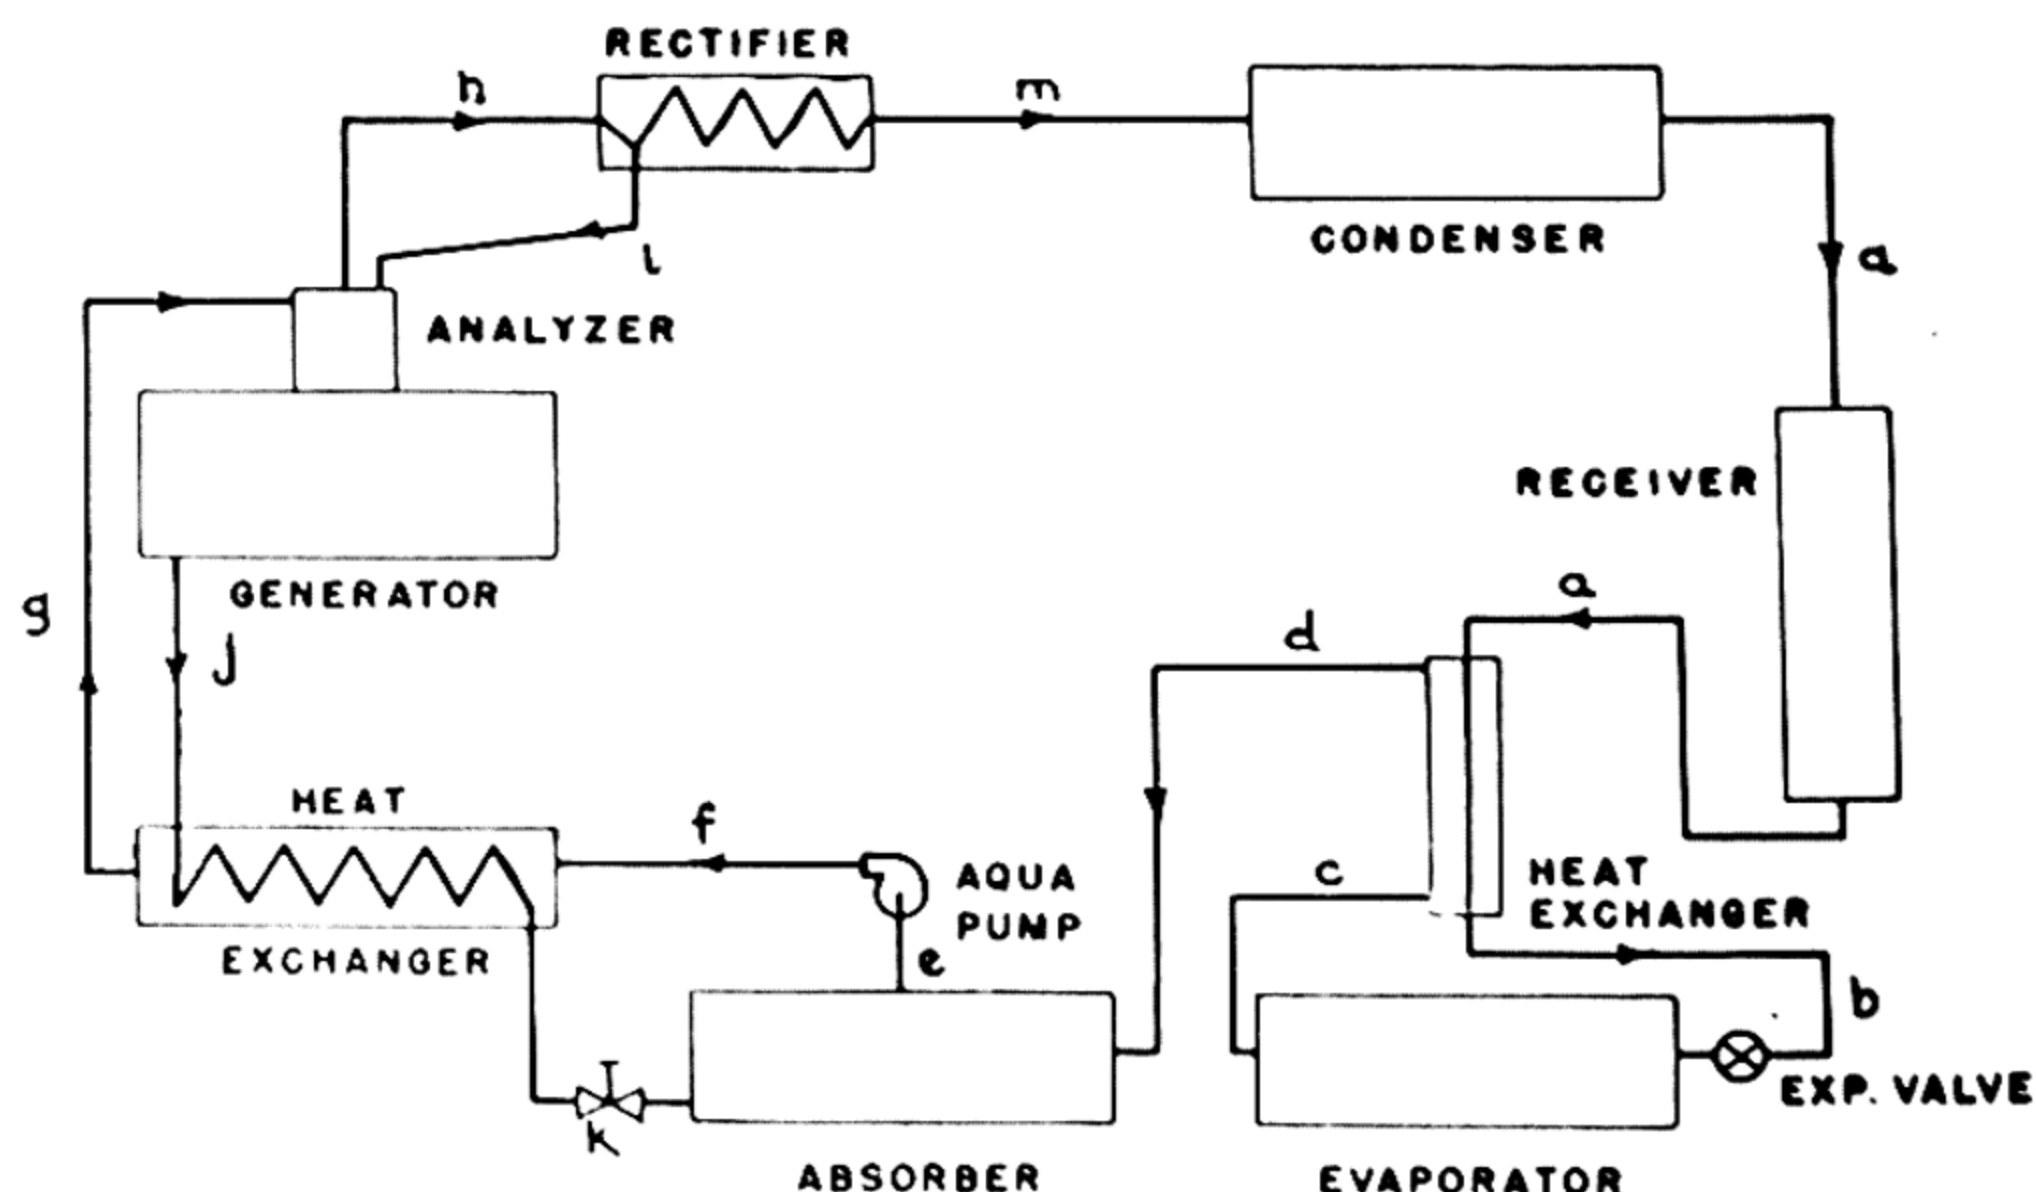 RECTIFIER
h
m
CONDENSER
l
a
ANALYZER
RECEIVER
a
GENERATOR
g
d
j
HEAT
f
c
AQUA
PUMP
HEAT
EXCHANGER
EXCHANGER
e
b
EXP. VALVE
k
ABSORBER
EVAPORATOR